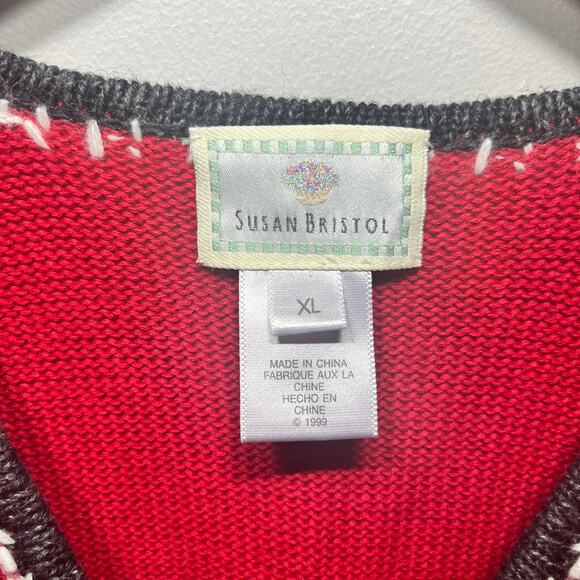 SUSAN BRISTOL
XL
MADE IN CHINA
FABRIQUE AUX LA
CHINE
HECHO EN
CHINE
© 1999